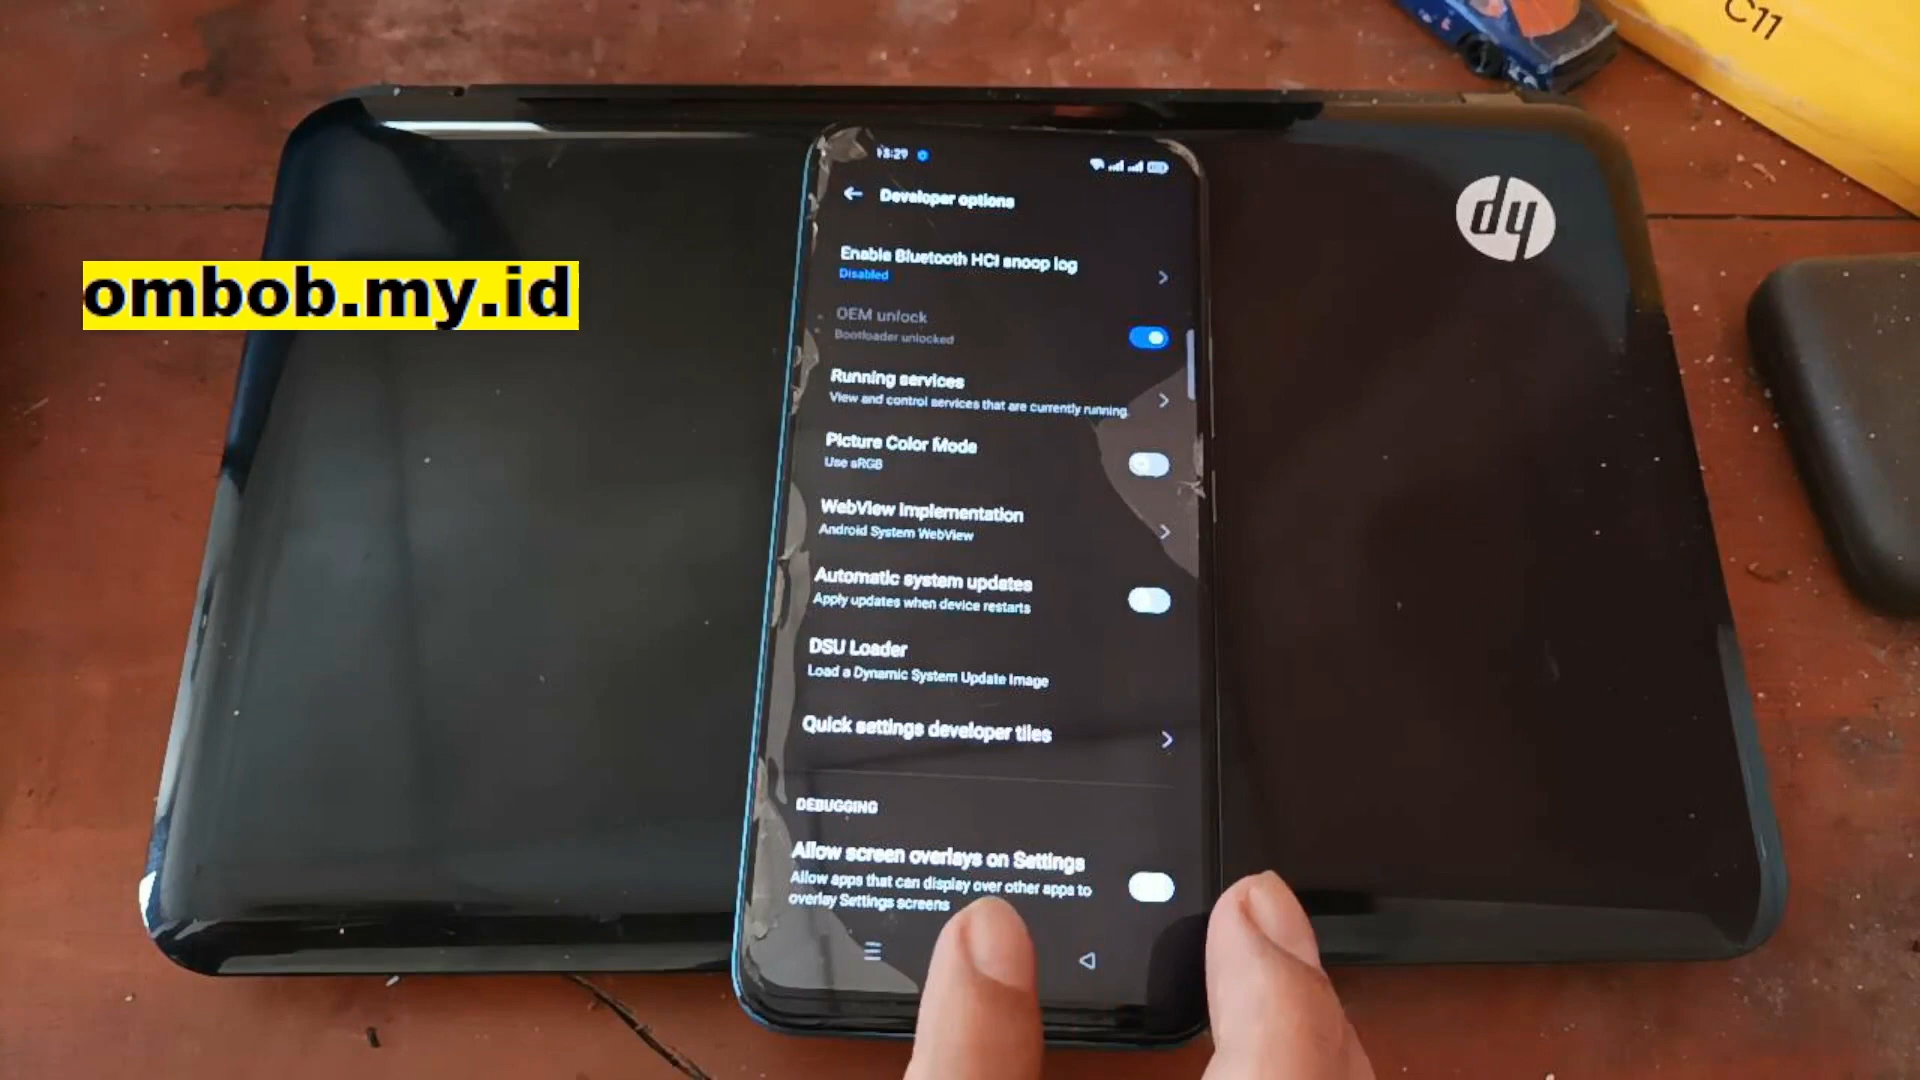 C11
15:29
Developer options
hp
Enable Bluetooth HCI snoop log
Disabled
ombob.my.id
OEM unlock
Bootloader unlocked
Running services
View and control services that are currently running
Picture Color Mode
Use sRGB
WebView implementation
Android System WebView
Automatic system updates
Apply updates when device restarts
DSU Loader
Load a Dynamic System Update Image
Quick settings developer tiles
DEBUGGING
Allow screen overlays on Settings
Allow apps that can display over other apps to
overlay Settings screens